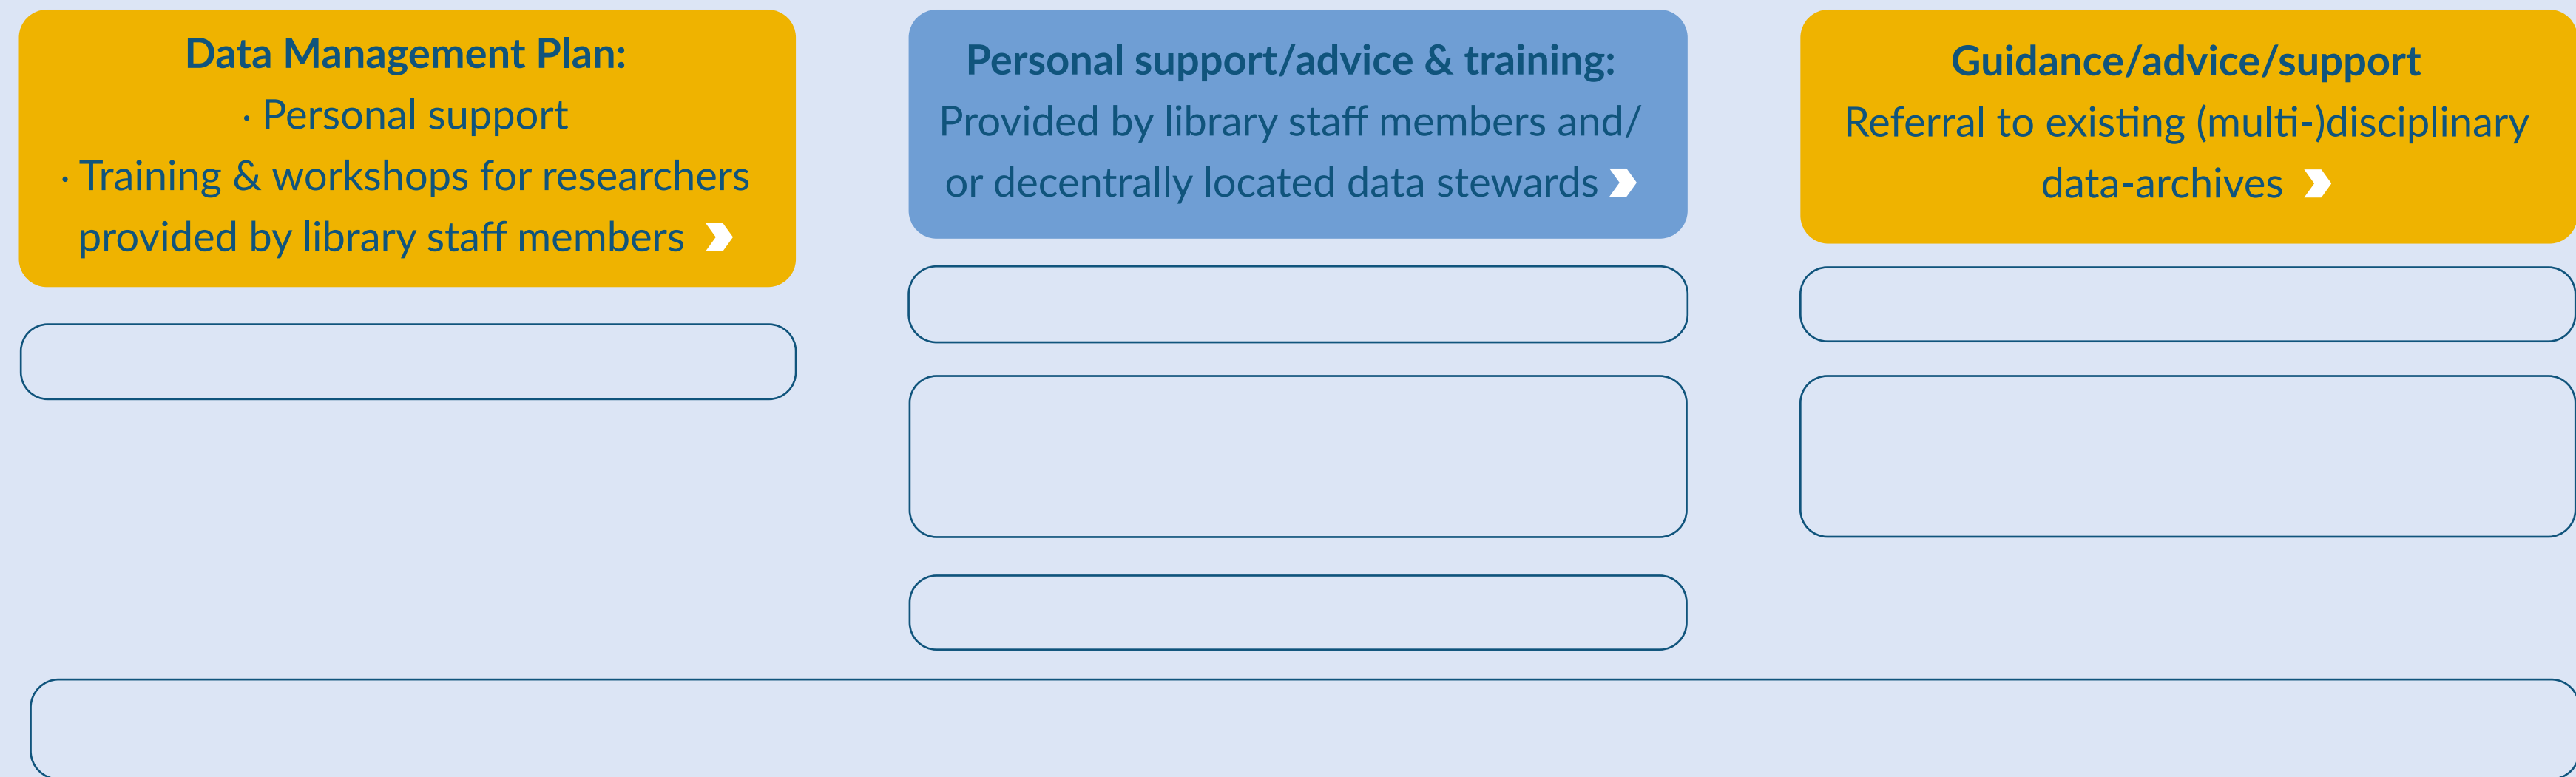 Data Management Plan:
· Personal support
· Training & workshops for researchers
provided by library staff members
Personal support/advice & training:
Provided by library staff members and/
or decentrally located data stewards
Guidance/advice/support
Referral to existing (multi-)disciplinary
data-archives